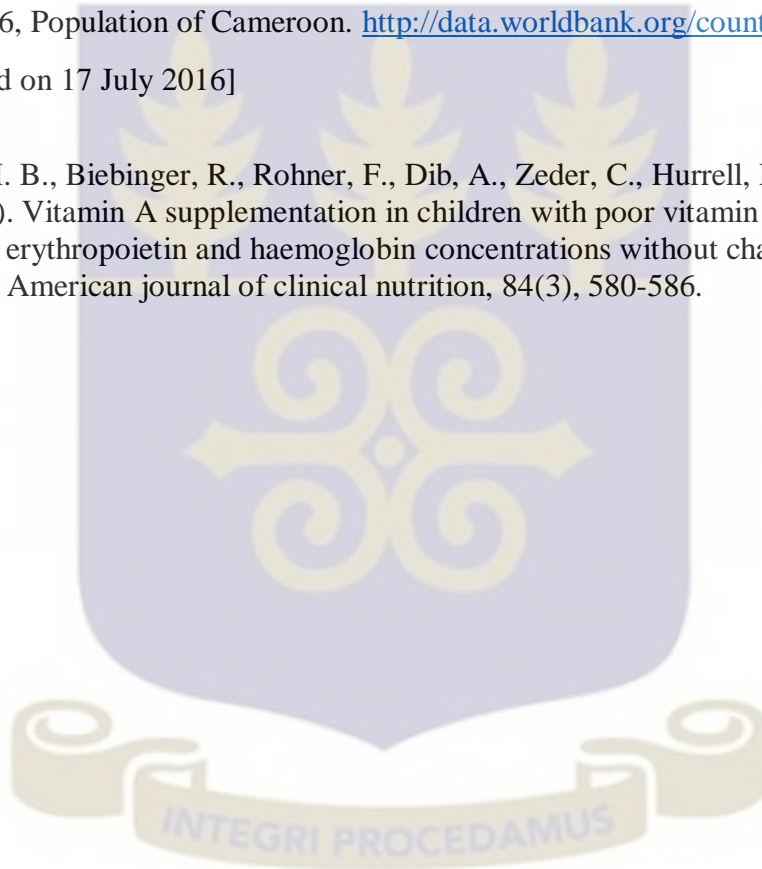 6, Population of Cameroon. http://data.worldbank.org/count
d on 17 July 2016]
. B., Biebinger, R., Rohner, F., Dib, A., Zeder, C., Hurrell,
). Vitamin A supplementation in children with poor vitamin
erythropoietin and haemoglobin concentrations without cha
American journal of clinical nutrition, 84(3), 580-586.
INTEGRI PROCEDAMUS